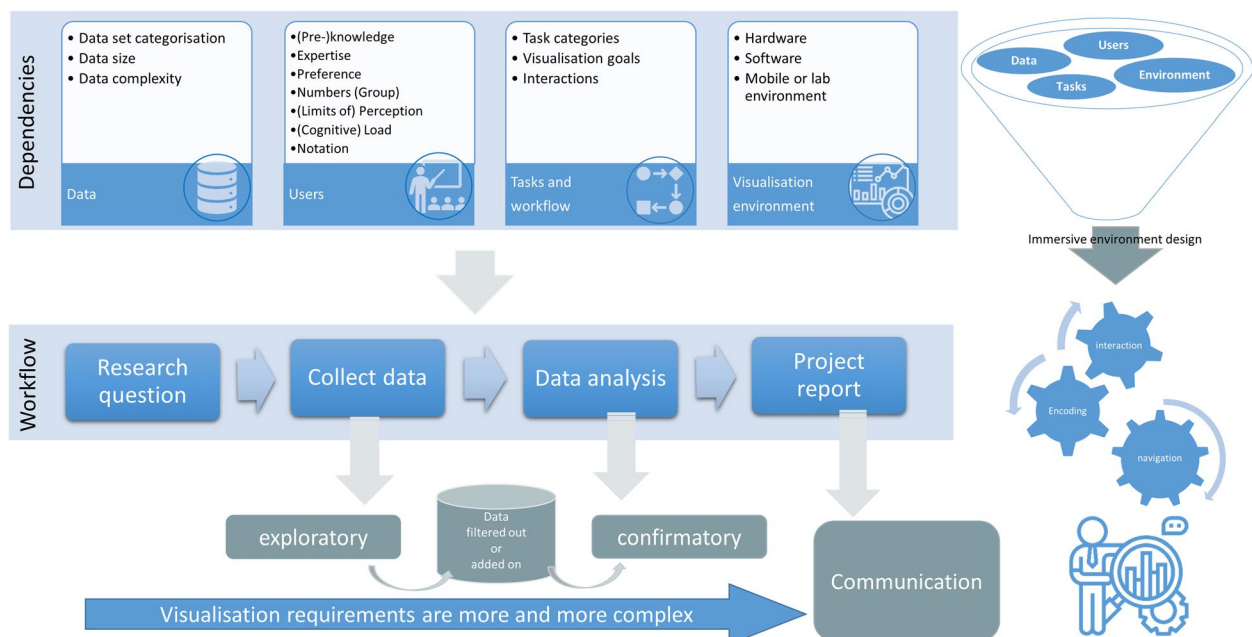 Dependencies
• Data set categorisation
• Data size
• Data complexity
Data
•(Pre-)knowledge
•Expertise
•Preference
•Numbers (Group)
•(Limits of) Perception
•(Cognitive) Load
•Notation
Users
• Task categories
• Visualisation goals
• Interactions
Tasks and
workflow
• Hardware
• Software
• Mobile or lab
environment
Visualisation
environment
Users
Data
Environment
Tasks
Immersive environment design
interaction
Encoding
navigation
Workflow
Research
question
Collect data
Data analysis
Project
report
exploratory
Data
filtered out
or
added on
confirmatory
Communication
Visualisation requirements are more and more complex